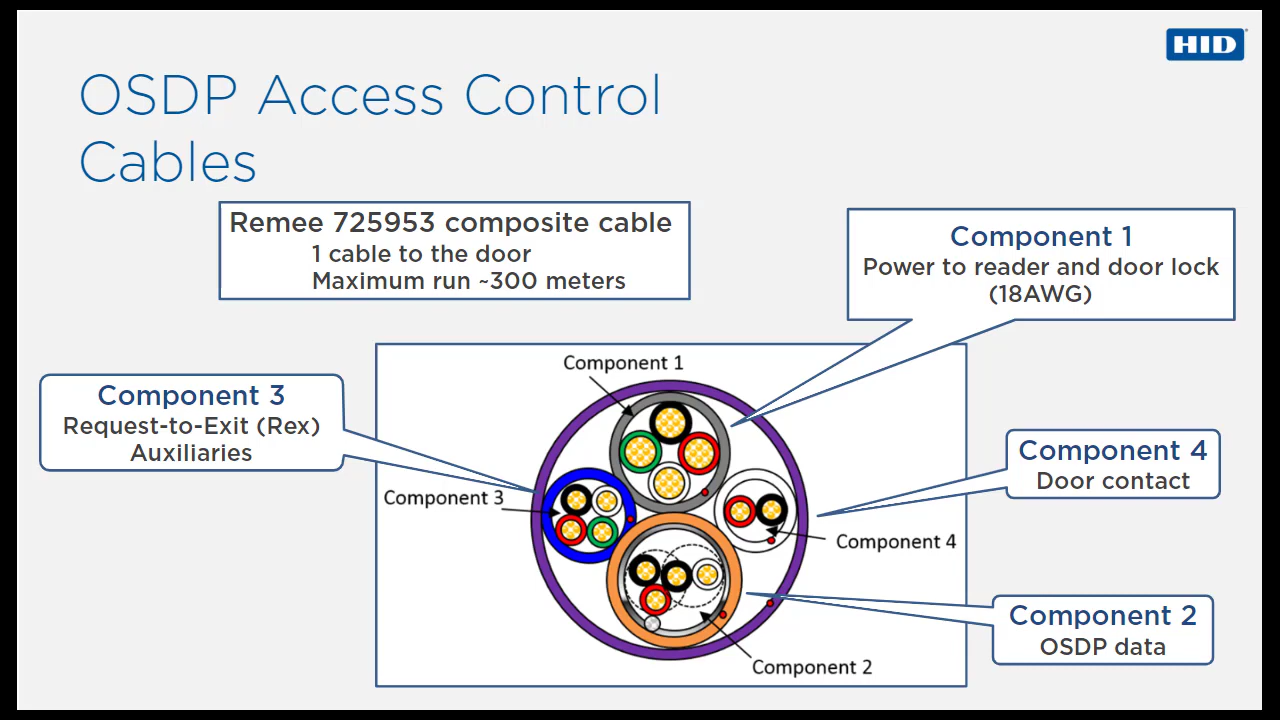 HID
OSDP Access Control
Cables
Remee 725953 composite cable
1 cable to the door
Maximum run ~300 meters
Component 1
Power to reader and door lock
(18AWG)
Component 1
Component 3
Request-to-Exit (Rex)
Auxiliaries
Component 4
Door contact
Component 3
Component 4
Component 2
OSDP data
Component 2